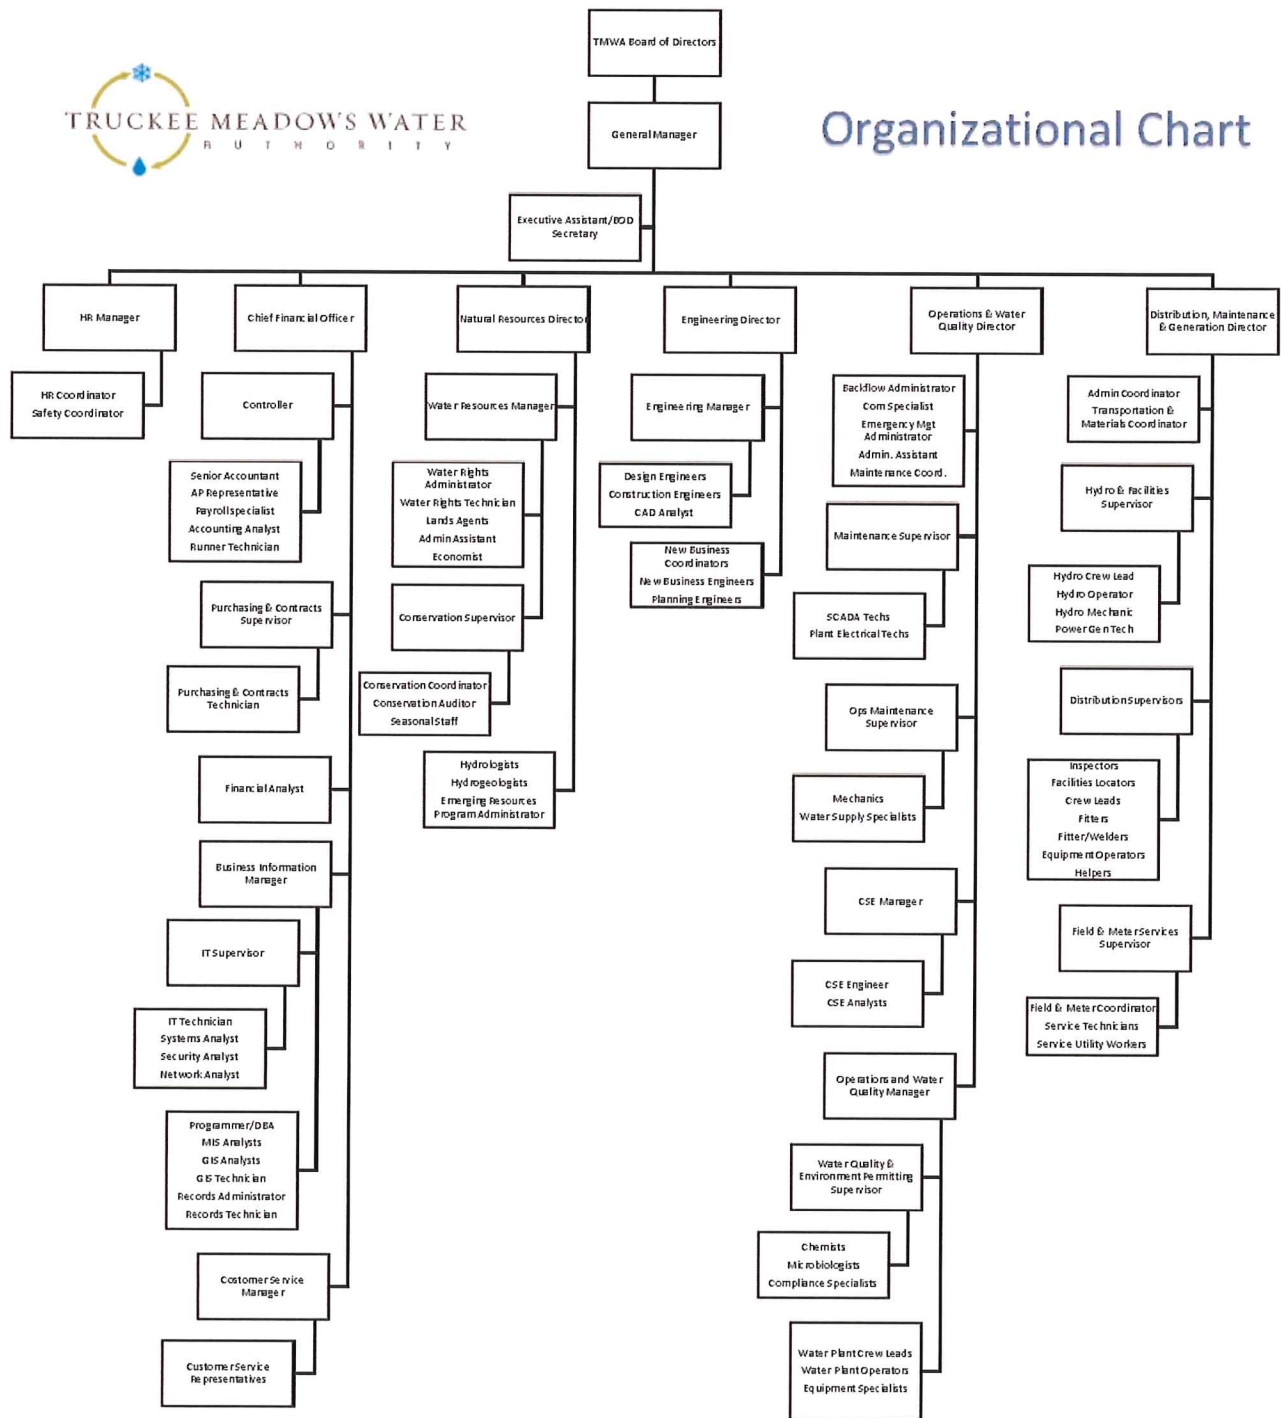 TMWA Board of Directors
TRUCKEE MEADOWS WATER
AUTHORITY
General Manager
Organizational Chart
Executive Assistant/BOD
Secretary
HR Manager
HR Coordinator
Safety Coordinator
Chief Financial Officer
Controller
Senior Accountant
AP Representative
Payroll specialist
Accounting Analyst
Runner Technician
Purchasing & Contracts
Supervisor
Purchasing & Contracts
Technician
Financial Analyst
Business Information
Manager
IT Supervisor
IT Technician
Systems Analyst
Security Analyst
Network Analyst
Programmer/DBA
MIS Analysts
GIS Analysts
GIS Technician
Records Administrator
Records Technician
Costomer Service
Manager
Customer Service
Representatives
Natural Resources Director
Water Resources Manager
Water Rights
Administrator
Water Rights Technician
Lands Agents
Admin Assistant
Economist
Conservation Supervisor
Conservation Coordinator
Conservation Auditor
Seasonal Staff
Hydrologists
Hydrogeologists
Emerging Resources
Program Administrator
Engineering Director
Engineering Manager
Design Engineers
Construction Engineers
CAD Analyst
New Business
Coordinators
New Business Engineers
Planning Engineers
Operations & Water
Quality Director
Backflow Administrator
Com Specialist
Emergency Mgt
Administrator
Admin. Assistant
Maintenance Coord.
Maintenance Supervisor
SCADA Techs
Plant Electrical Techs
Ops Maintenance
Supervisor
Mechanics
Water Supply Specialists
CSE Manager
CSE Engineer
CSE Analysts
Operations and Water
Quality Manager
Water Quality &
Environment Permitting
Supervisor
Chemists
Microbiologists
Compliance Specialists
Water Plant Crew Leads
Water Plant Operators
Equipment Specialists
Distribution, Maintenance
& Generation Director
Admin Coordinator
Transportation &
Materials Coordinator
Hydro & Facilities
Supervisor
Hydro Crew Lead
Hydro Operator
Hydro Mechanic
Power Gen Tech
Distribution Supervisors
Inspectors
Facilities Locators
Crew Leads
Fitters
Fitter/Welders
Equipment Operators
Helpers
Field & Meter Services
Supervisor
Field & Meter Coordinator
Service Technicians
Service Utility Workers